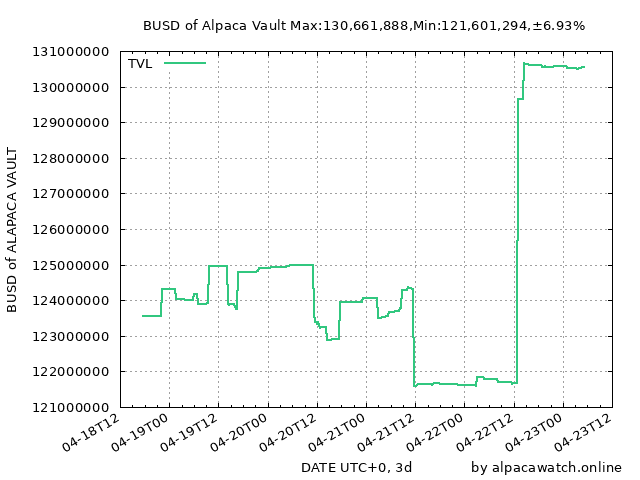 BUSD of Alpaca Vault Max:130,661,888,Min:121,601,294,±6.93%
TVL
131000000
130000000
129000000
128000000
127000000
126000000
125000000
124000000
123000000
122000000
121000000
BUSD of ALAPACA VAULT
04-18T12
04-19T00
04-19T12
04-20T00
04-20T12
04-21T00
04-21T12
04-22T00
04-22T12
04-23T00
04-23T12
DATE UTC+0, 3d
by alpacawatch.online